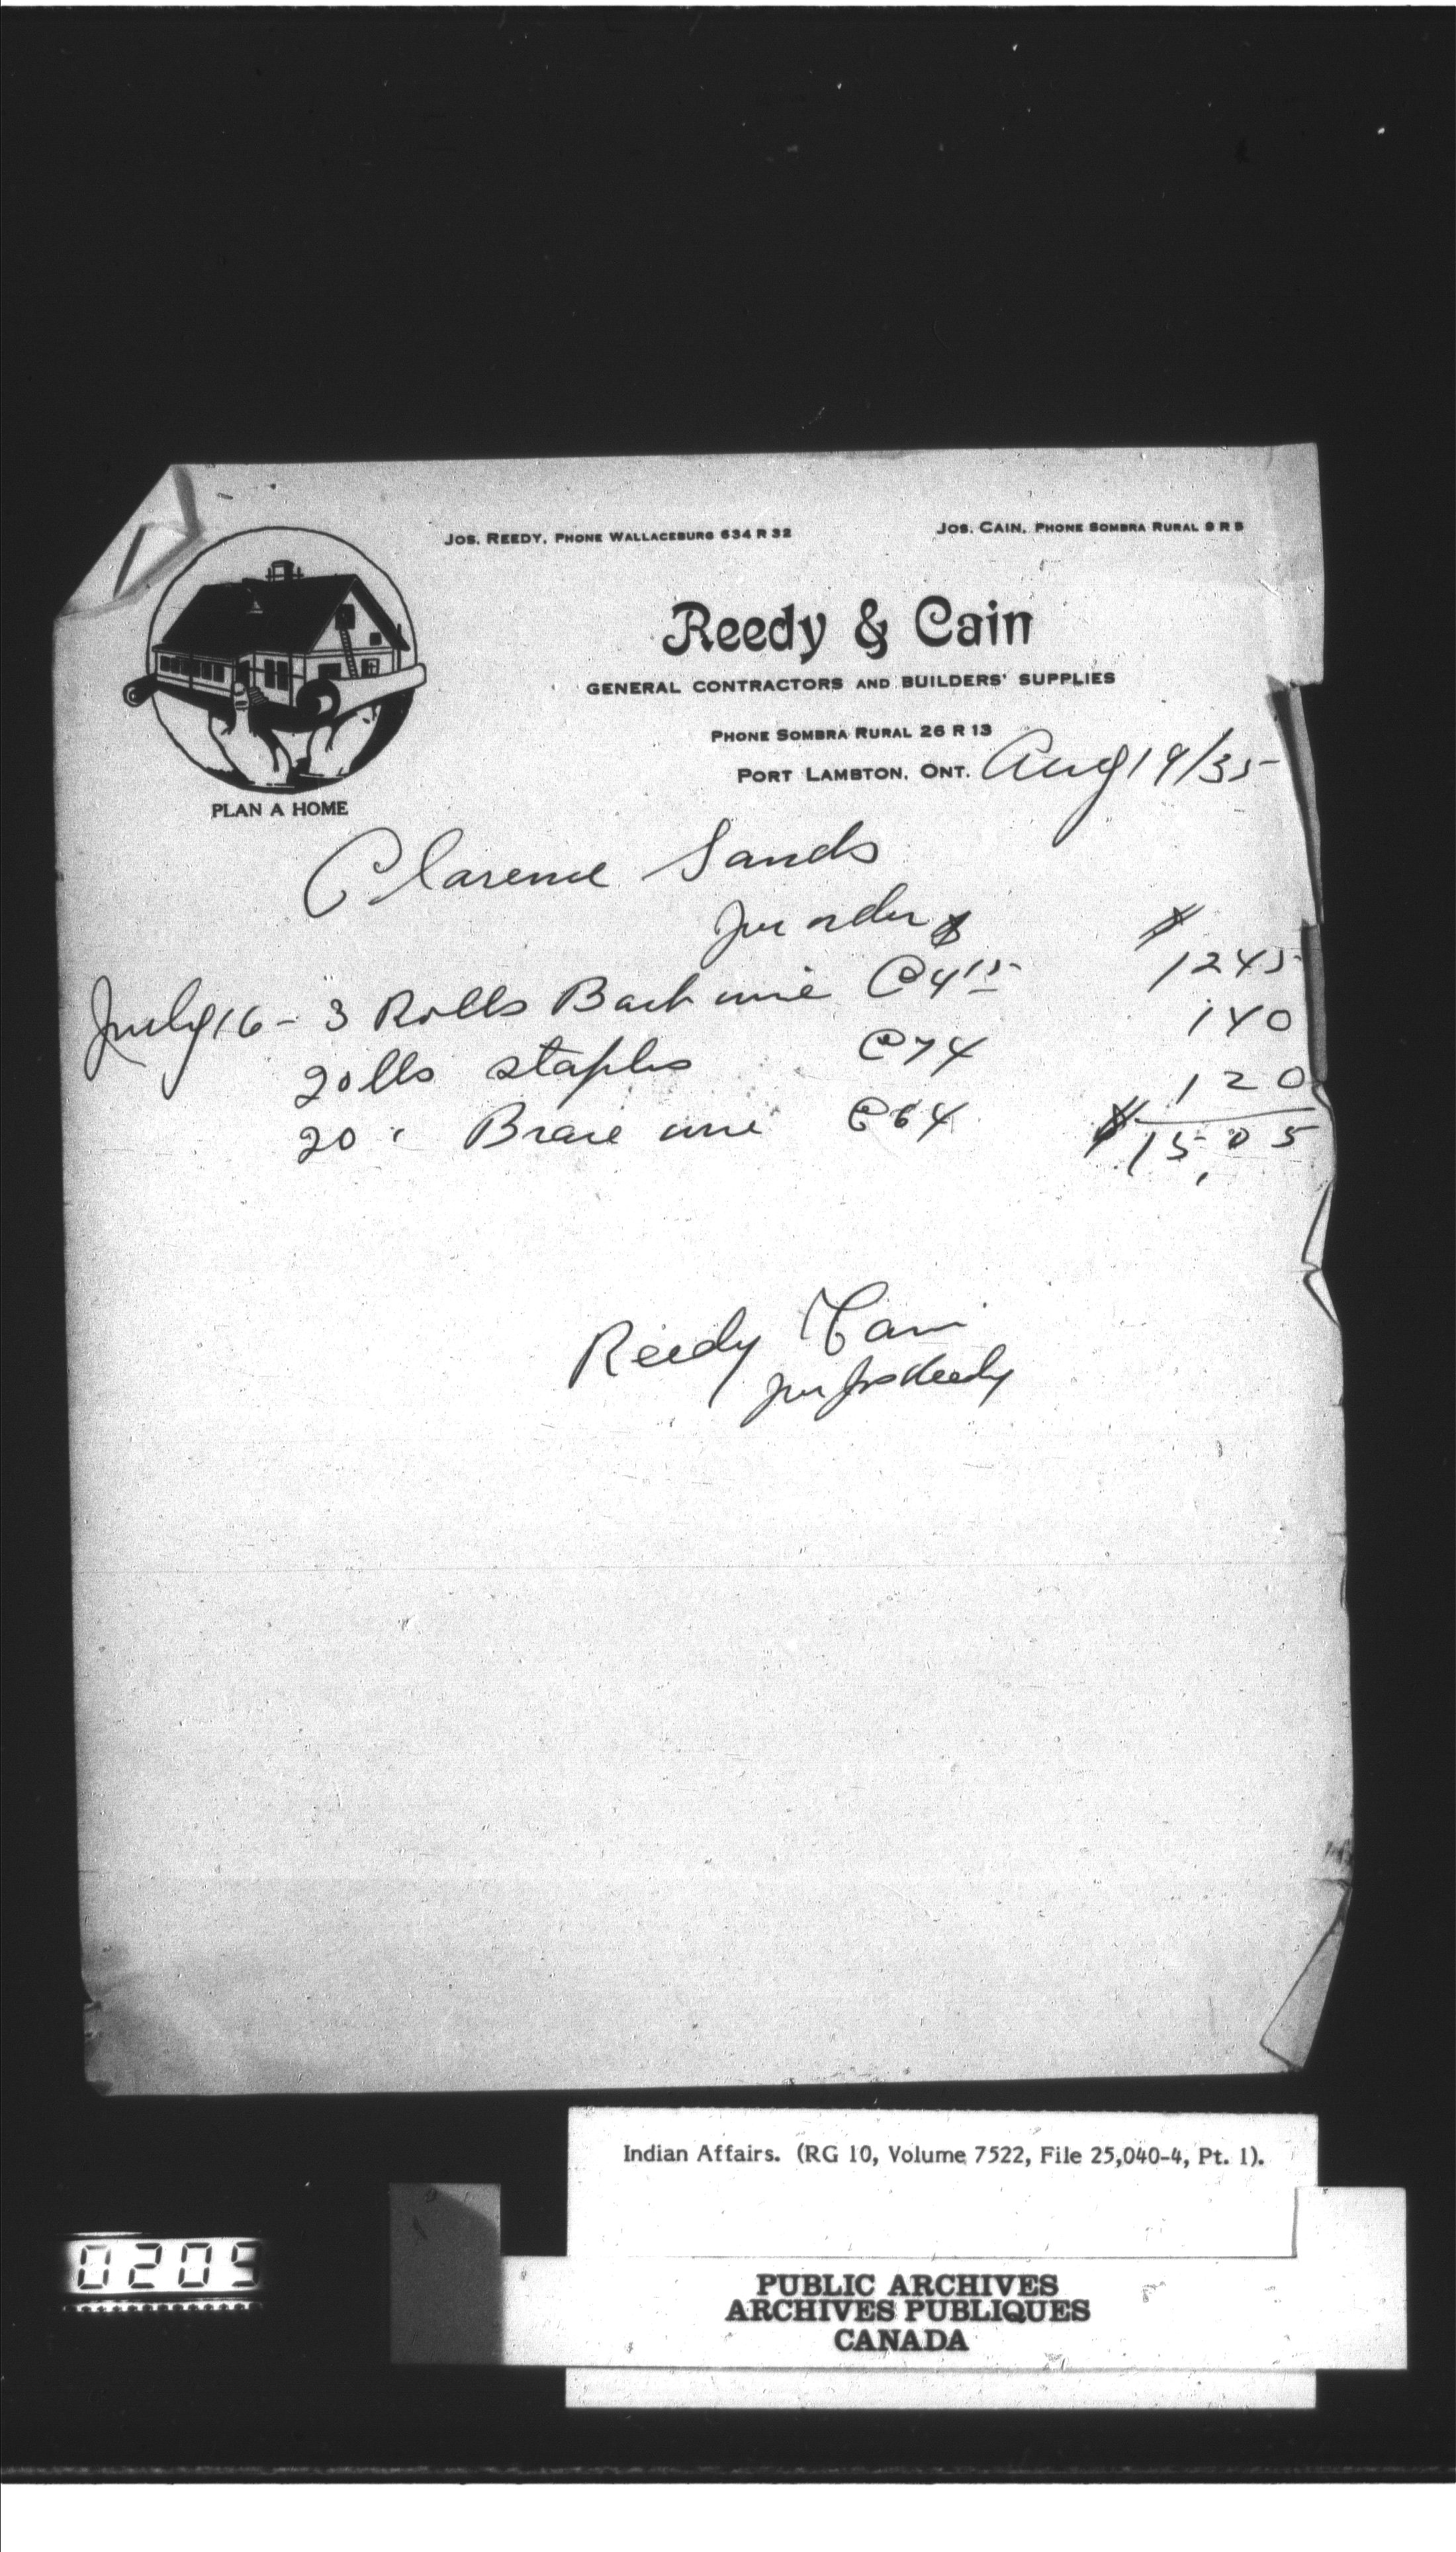 JOS. REEDY, PHONE WALLACEBURG 634 R 32
JOS. CAIN, PHONE SOMBRA RURAL 9 R 5
Reedy & Cain
GENERAL CONTRACTORS AND BUILDERS' SUPPLIES
PHONE SOMBRA RURAL 26 R 13
PORT LAMBTON, ONT. Aug 19/35
PLAN A HOME
Clarence Sands
per order $ $
July 16 - 3 Rolls Barb wire @ 4 15 12 45
20 lbs staples @ 7¢ 1 40
20 " Brace wire @ 6¢ 1 20
$ 15.05
Reedy & Cain
per Jos Reedy
Indian Affairs. (RG 10, Volume 7522, File 25,040-4, Pt. 1).
0205
PUBLIC ARCHIVES
ARCHIVES PUBLIQUES
CANADA